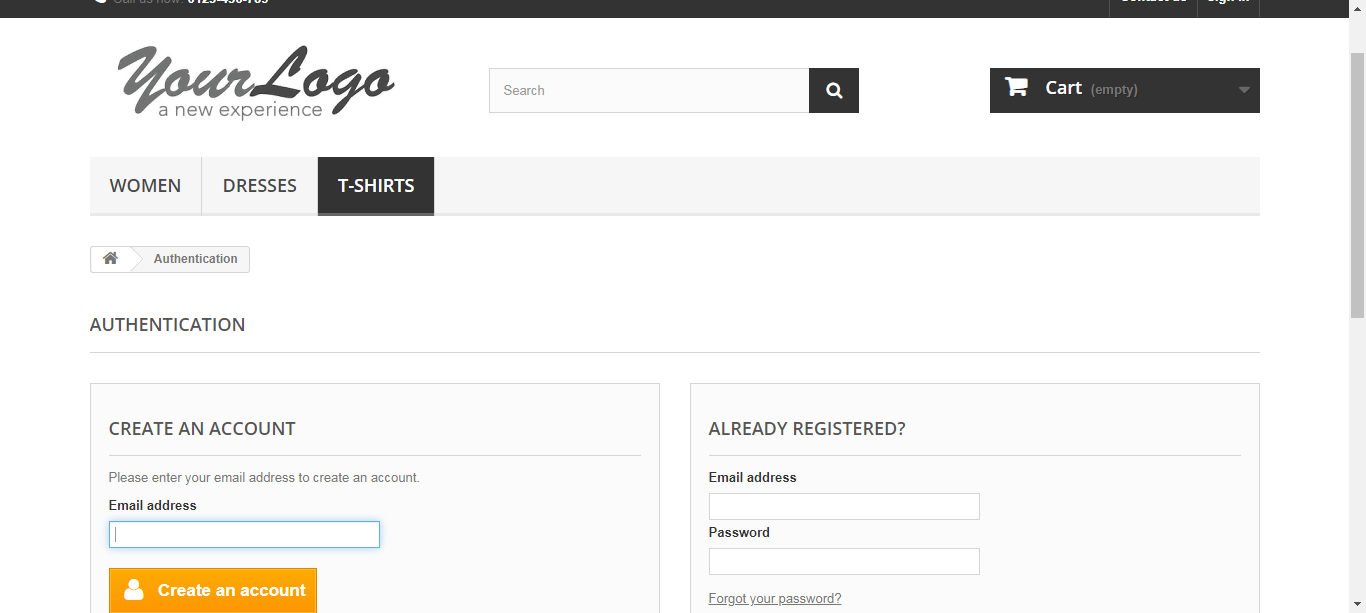 Call us now: 0123-456-789
Contact us Sign in
YourLogo
a new experience
Search
Cart (empty)
WOMEN DRESSES T-SHIRTS
Authentication
AUTHENTICATION
CREATE AN ACCOUNT
Please enter your email address to create an account.
Email address
Create an account
ALREADY REGISTERED?
Email address
Password
Forgot your password?